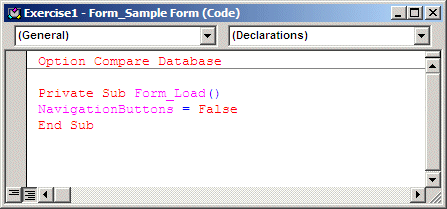 Exercise1 - Form_Sample Form (Code)
(General) (Declarations)
Option Compare Database
Private Sub Form_Load()
NavigationButtons = False
End Sub